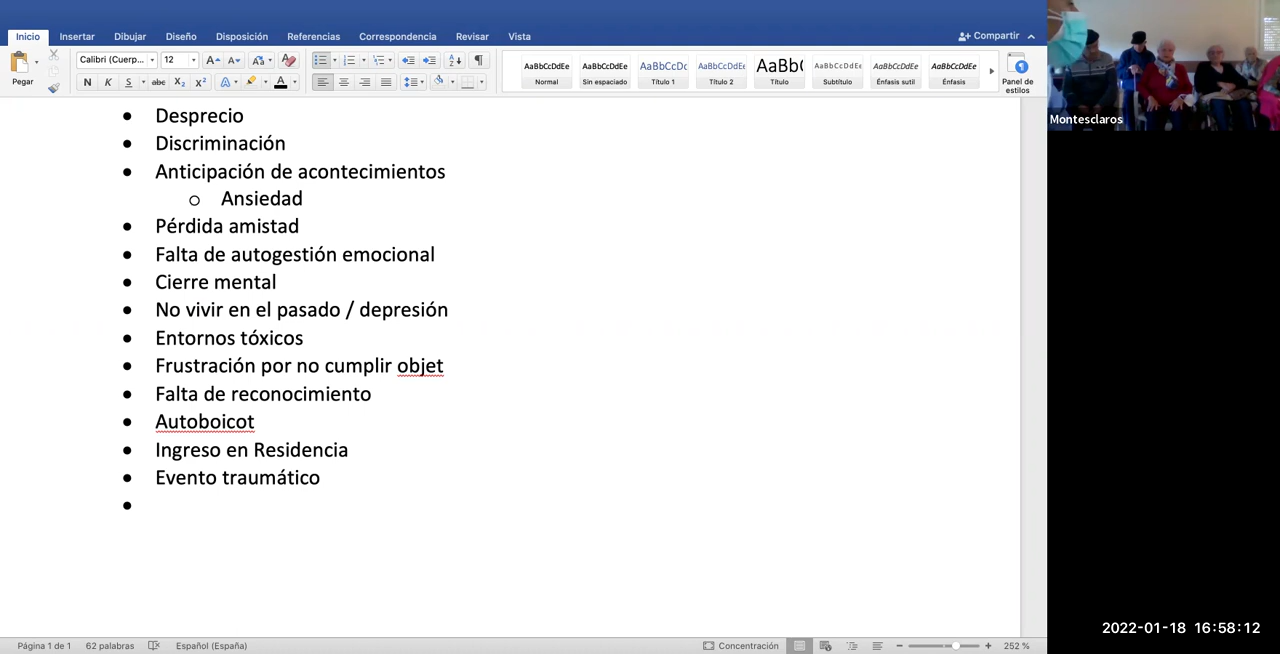 Inicio Insertar Dibujar Diseño Disposición Referencias Correspondencia Revisar Vista Compartir
Pegar Calibri (Cuerp... 12 Panel de estilos
N K S abc X₂ X² A A
AaBbCcDdEe AaBbCcDdEe AaBbCcDc AaBbCcDdEe AaBb( AaBbCcDdEe AaBbCcDdEe AaBbCcDdEe
Normal Sin espaciado Título 1 Título 2 Título Subtítulo Énfasis sutil Énfasis
Montesclaros
• Desprecio
• Discriminación
• Anticipación de acontecimientos
o Ansiedad
• Pérdida amistad
• Falta de autogestión emocional
• Cierre mental
• No vivir en el pasado / depresión
• Entornos tóxicos
• Frustración por no cumplir objet
• Falta de reconocimiento
• Autoboicot
• Ingreso en Residencia
• Evento traumático
•
2022-01-18 16:58:12
Página 1 de 1 62 palabras Español (España) Concentración 252 %